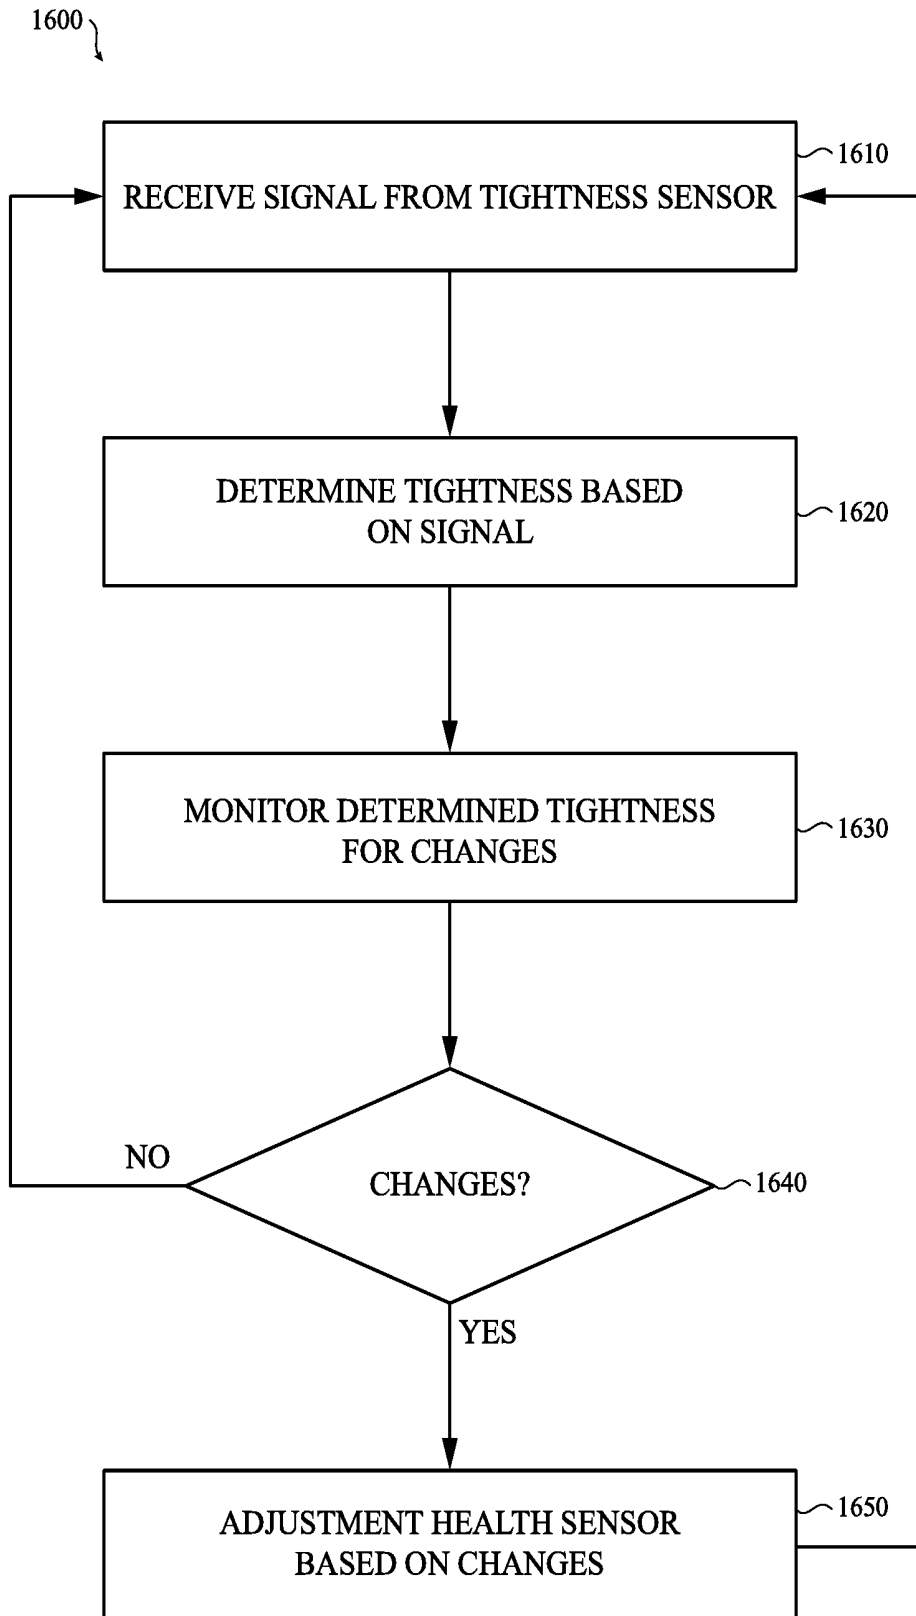 1600
1610
RECEIVE SIGNAL FROM TIGHTNESS SENSOR
DETERMINE TIGHTNESS BASED
ON SIGNAL
1620
MONITOR DETERMINED TIGHTNESS
FOR CHANGES
1630
NO
CHANGES?
1640
YES
ADJUSTMENT HEALTH SENSOR
BASED ON CHANGES
1650